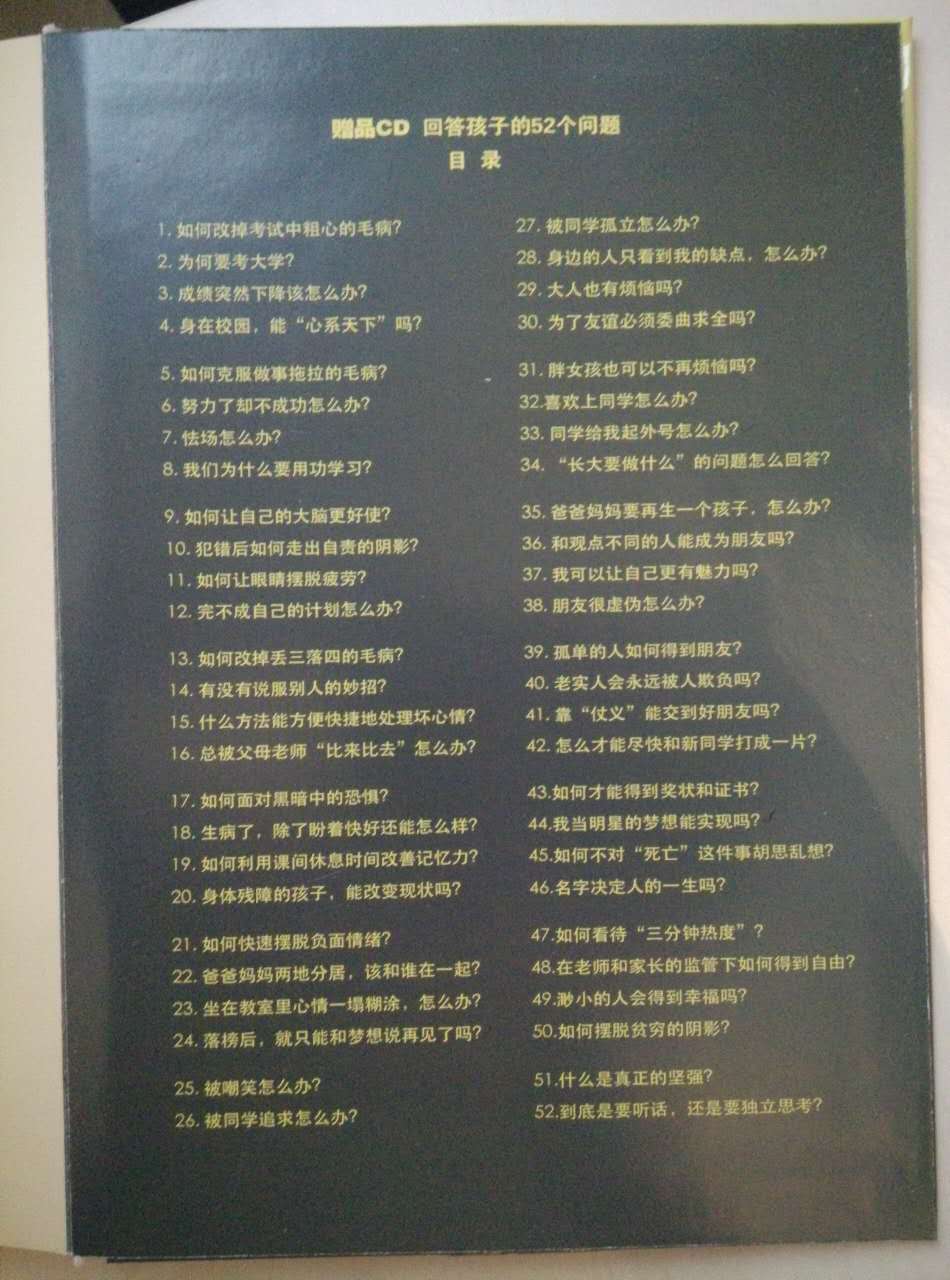 赠品CD 回答孩子的52个问题
目 录
1. 如何改掉考试中粗心的毛病?
2. 为何要考大学?
3. 成绩突然下降该怎么办?
4. 身在校园，能“心系天下”吗?
5. 如何克服做事拖拉的毛病?
6. 努力了却不成功怎么办?
7. 怯场怎么办?
8. 我们为什么要用功学习?
9. 如何让自己的大脑更好使?
10. 犯错后如何走出自责的阴影?
11. 如何让眼睛摆脱疲劳?
12. 完不成自己的计划怎么办?
13. 如何改掉丢三落四的毛病?
14. 有没有说服别人的妙招?
15. 什么方法能方便快捷地处理坏心情?
16. 总被父母老师“比来比去”怎么办?
17. 如何面对黑暗中的恐惧?
18. 生病了，除了盼着快好还能怎么样?
19. 如何利用课间休息时间改善记忆力?
20. 身体残障的孩子，能改变现状吗?
21. 如何快速摆脱负面情绪?
22. 爸爸妈妈两地分居，该和谁在一起?
23. 坐在教室里心情一塌糊涂，怎么办?
24. 落榜后，就只能和梦想说再见了吗?
25. 被嘲笑怎么办?
26. 被同学追求怎么办?
27. 被同学孤立怎么办?
28. 身边的人只看到我的缺点，怎么办?
29. 大人也有烦恼吗?
30. 为了友谊必须委曲求全吗?
31. 胖女孩也可以不再烦恼吗?
32.喜欢上同学怎么办?
33. 同学给我起外号怎么办?
34. “长大要做什么”的问题怎么回答?
35. 爸爸妈妈要再生一个孩子，怎么办?
36. 和观点不同的人能成为朋友吗?
37. 我可以让自己更有魅力吗?
38. 朋友很虚伪怎么办?
39. 孤单的人如何得到朋友?
40. 老实人会永远被人欺负吗?
41. 靠“仗义”能交到好朋友吗?
42. 怎么才能尽快和新同学打成一片?
43.如何才能得到奖状和证书?
44.我当明星的梦想能实现吗?
45.如何不对“死亡”这件事胡思乱想?
46.名字决定人的一生吗?
47.如何看待“三分钟热度”?
48.在老师和家长的监管下如何得到自由?
49.渺小的人会得到幸福吗?
50.如何摆脱贫穷的阴影?
51.什么是真正的坚强?
52.到底是要听话，还是要独立思考?